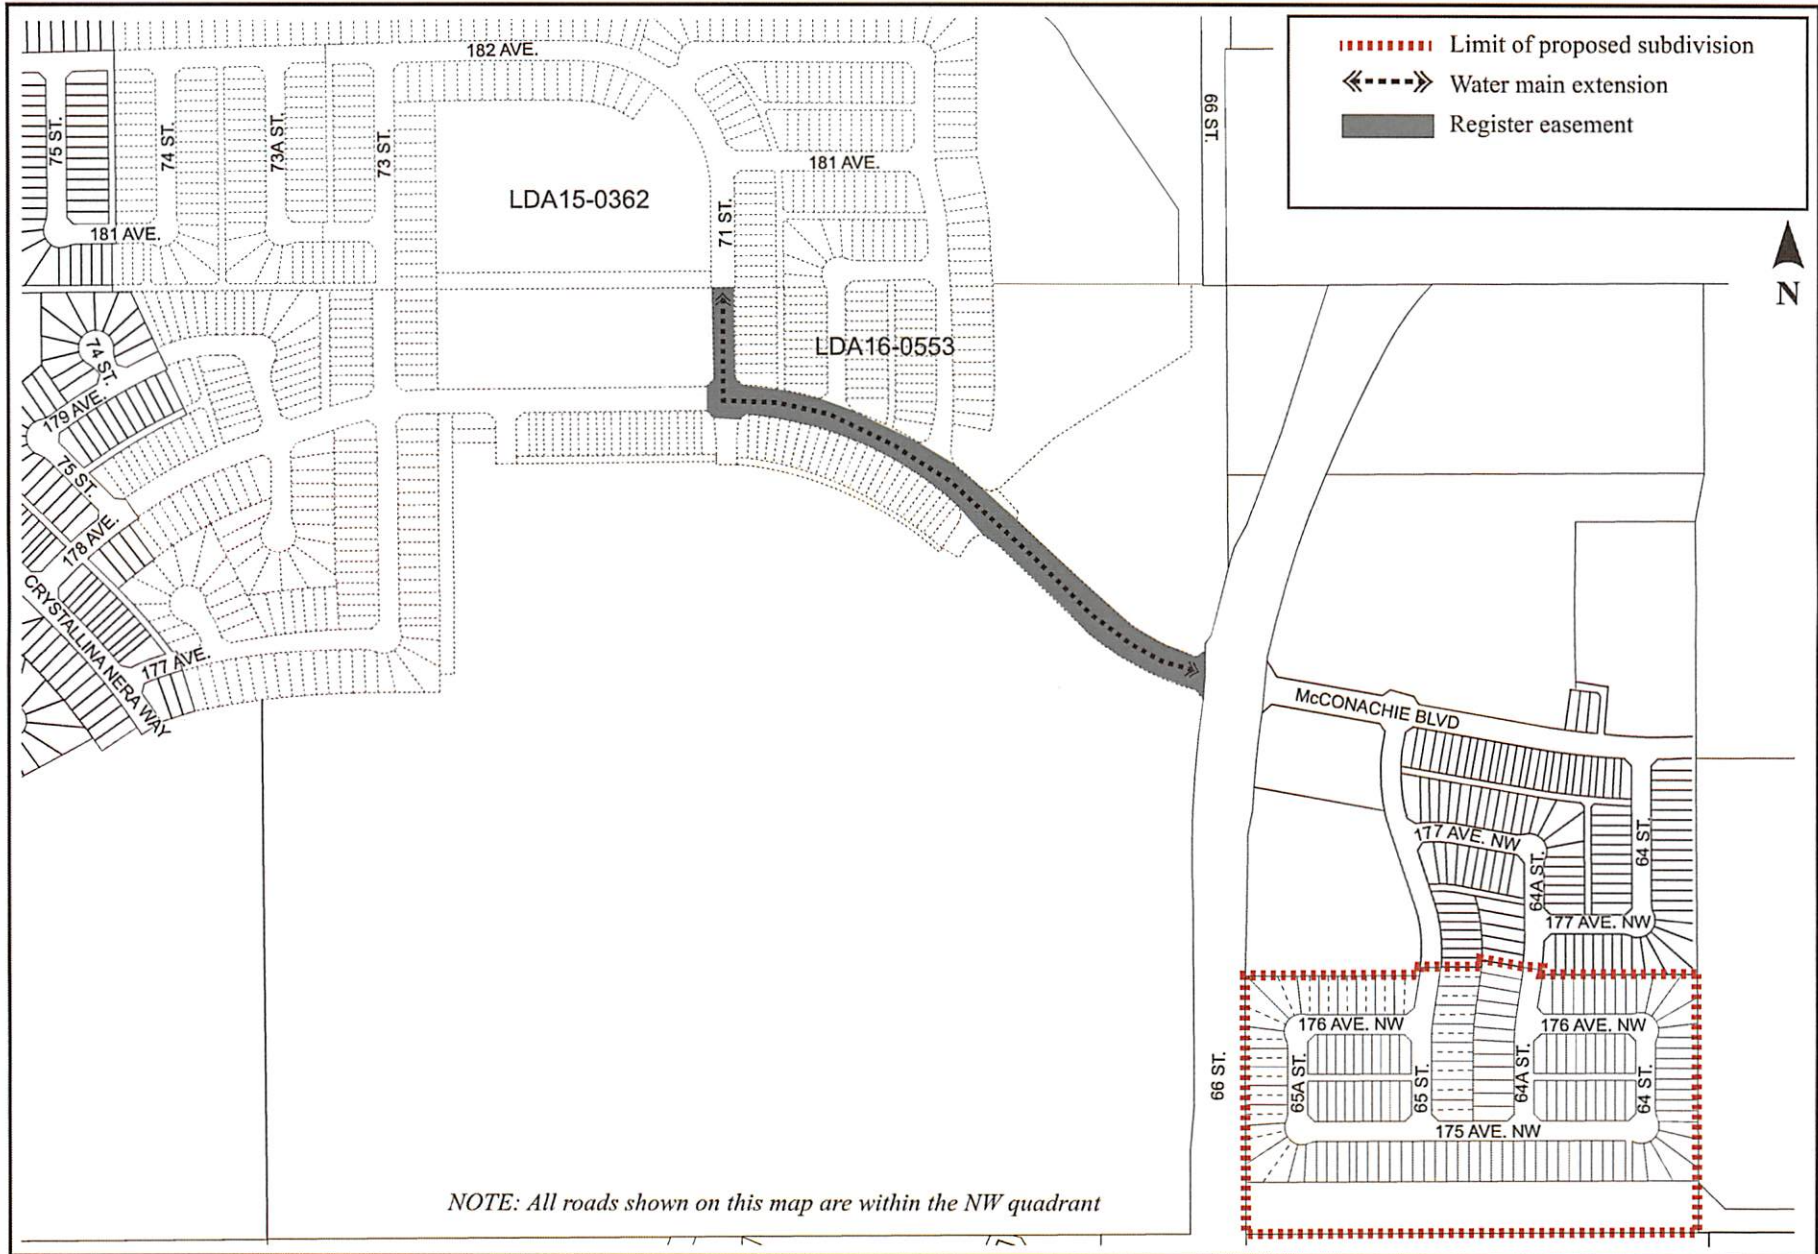 Limit of proposed subdivision
Water main extension
Register easement
N
182 AVE.
75 ST.
74 ST.
73A ST.
73 ST.
66 ST.
181 AVE.
LDA15-0362
71 ST.
181 AVE.
74 ST.
LDA16-0553
179 AVE.
75 ST.
178 AVE.
CRYSTALLINA NERA WAY
177 AVE.
McCONACHIE BLVD
177 AVE. NW
64A ST.
64 ST.
177 AVE. NW
176 AVE. NW
176 AVE. NW
66 ST.
65A ST.
65 ST.
64A ST.
64 ST.
175 AVE. NW
NOTE: All roads shown on this map are within the NW quadrant